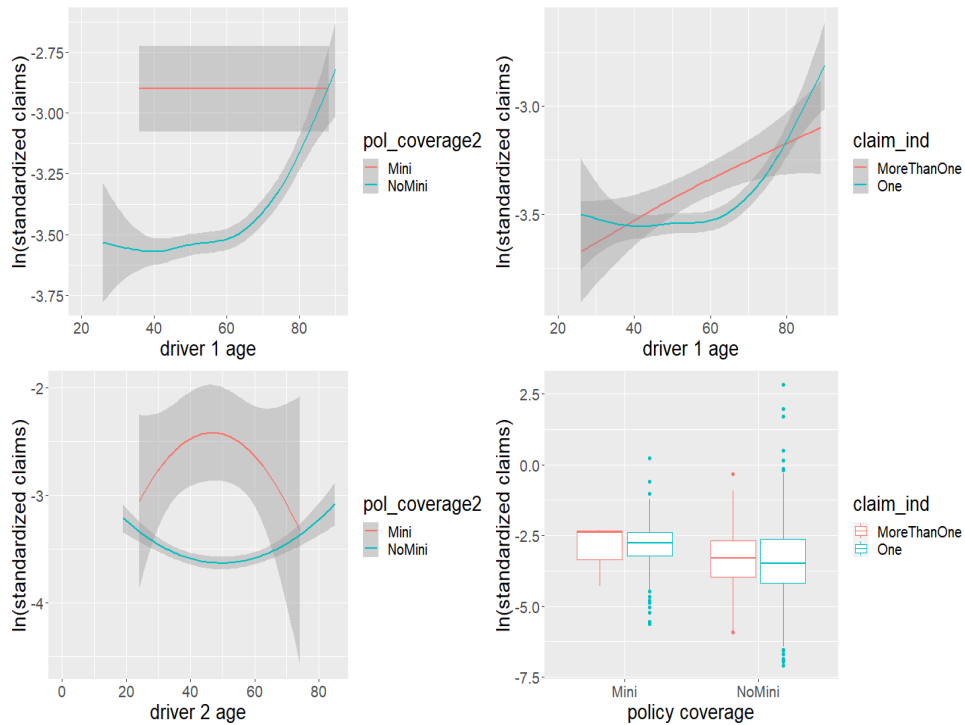 ln(standardized claims)
-2.75
-3.00
-3.25
-3.50
-3.75
20 40 60 80
driver 1 age
pol_coverage2
Mini
NoMini
ln(standardized claims)
-3.0
-3.5
20 40 60 80
driver 1 age
claim_ind
MoreThanOne
One
ln(standardized claims)
-2
-3
-4
0 20 40 60 80
driver 2 age
pol_coverage2
Mini
NoMini
ln(standardized claims)
2.5
0.0
-2.5
-5.0
-7.5
Mini NoMini
policy coverage
claim_ind
MoreThanOne
One